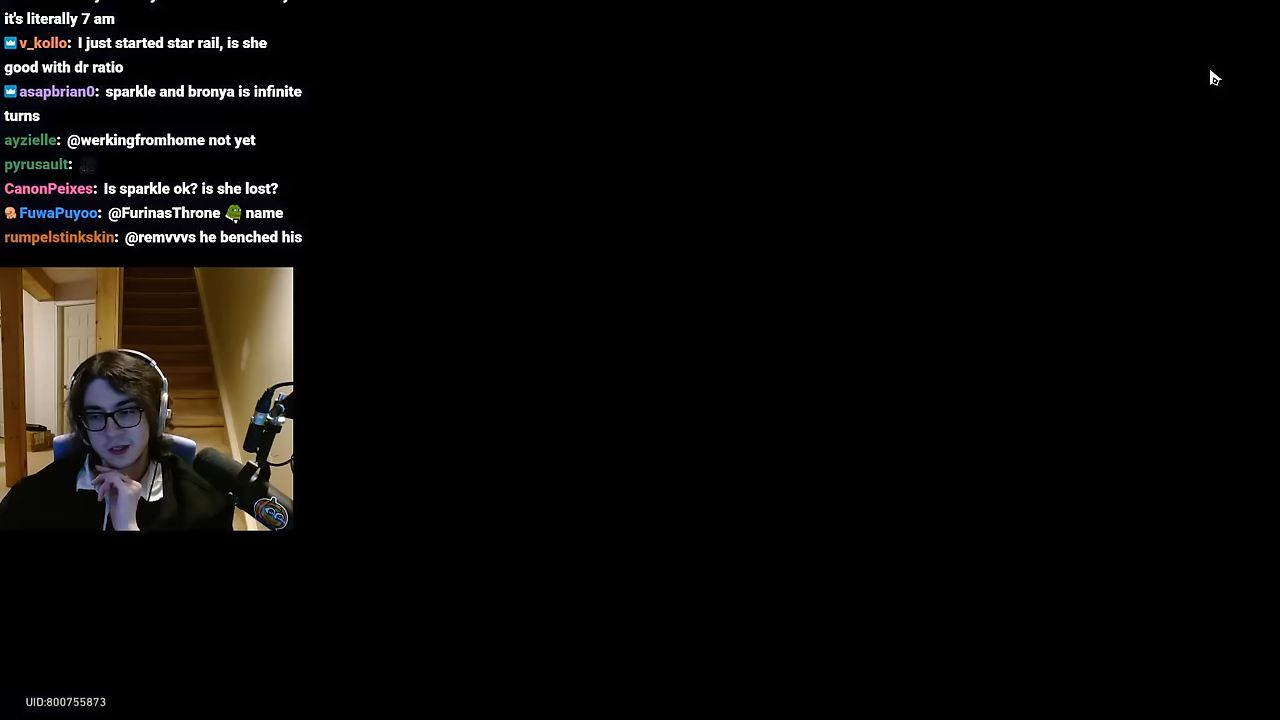 it's literally 7 am
v_kollo: I just started star rail, is she
good with dr ratio
asapbrian0: sparkle and bronya is infinite
turns
ayzielle: @werkingfromhome not yet
pyrusault:
CanonPeixes: Is sparkle ok? is she lost?
FuwaPuyoo: @FurinasThrone name
rumpelstinkskin: @remvvvs he benched his
UID:800755873